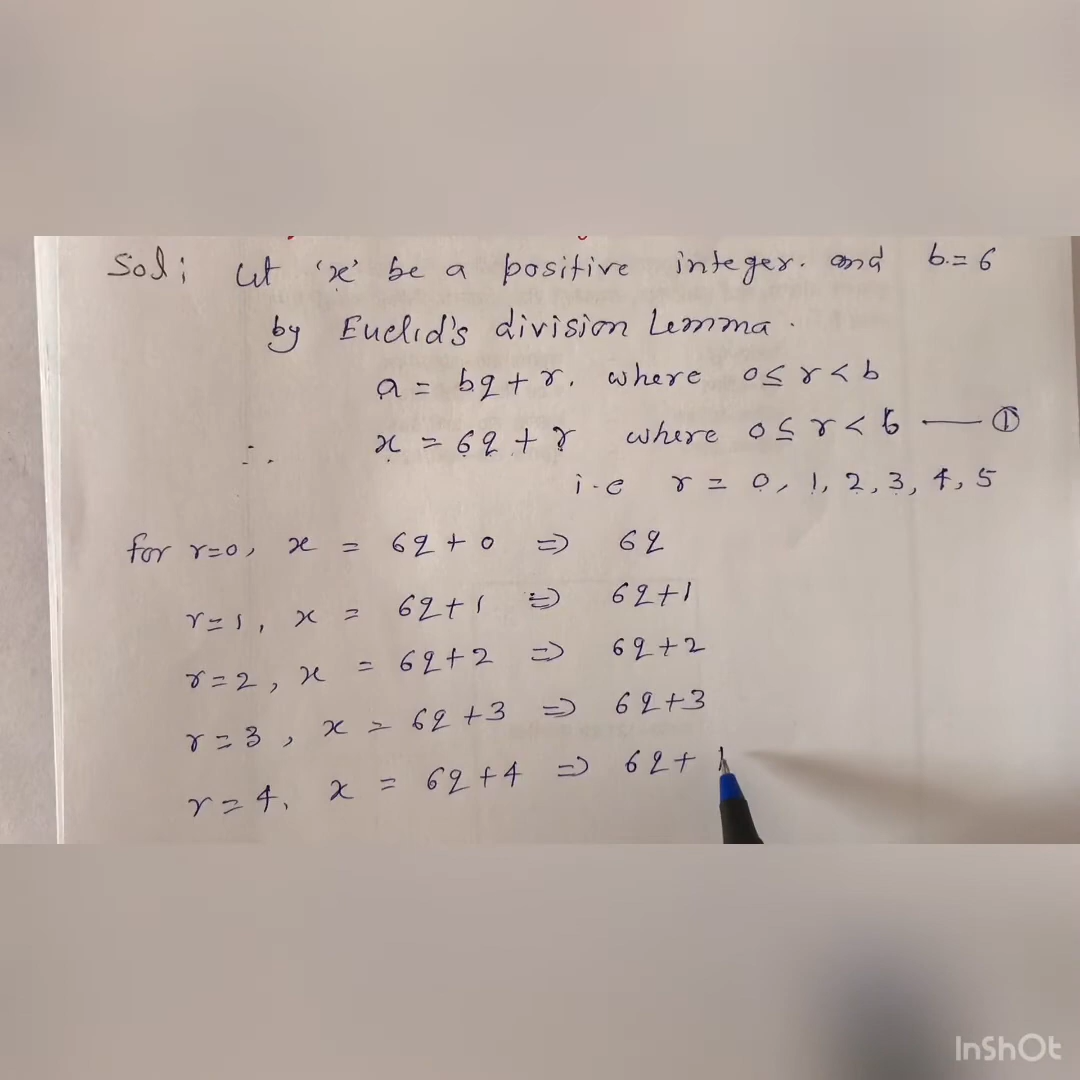 Sol; Let 'x' be a positive integer. and b = 6
by Euclid's division Lemma.
a = bq + r. where 0 ≤ r < b
∴ x = 6q + r where 0 ≤ r < 6 —— ①
i.e r = 0, 1, 2, 3, 4, 5
for r=0, x = 6q + 0 ⇒ 6q
r=1, x = 6q+1 ⇒ 6q+1
r=2, x = 6q+2 ⇒ 6q+2
r=3, x = 6q+3 ⇒ 6q+3
r=4, x = 6q+4 ⇒ 6q+
InShOt